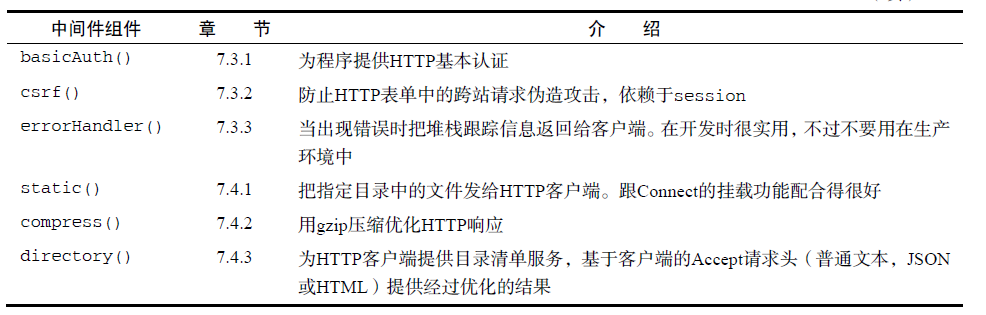 中间件组件 章 节 介 绍
basicAuth() 7.3.1 为程序提供HTTP基本认证
csrf() 7.3.2 防止HTTP表单中的跨站请求伪造攻击，依赖于session
errorHandler() 7.3.3 当出现错误时把堆栈跟踪信息返回给客户端。在开发时很实用，不过不要用在生产
环境中
static() 7.4.1 把指定目录中的文件发给HTTP客户端。跟Connect的挂载功能配合得很好
compress() 7.4.2 用gzip压缩优化HTTP响应
directory() 7.4.3 为HTTP客户端提供目录清单服务，基于客户端的Accept请求头（普通文本，JSON
或HTML）提供经过优化的结果